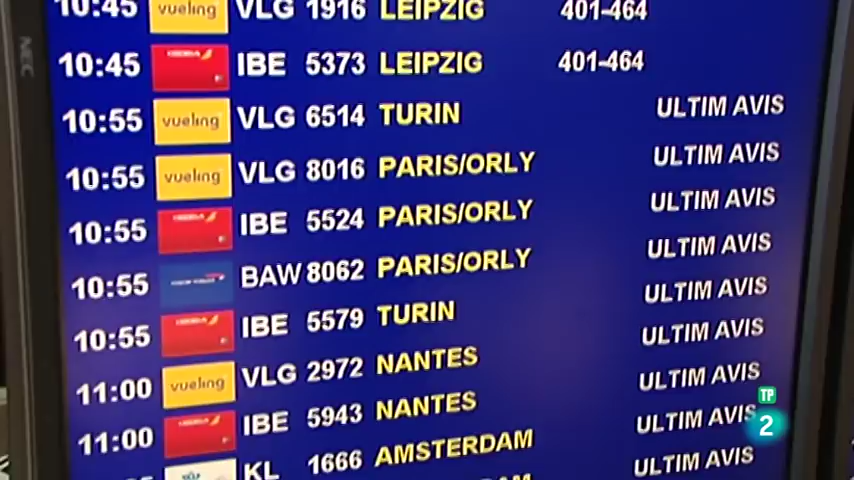 NEC
10:45 vueling VLG 1916 LEIPZIG 401-464
10:45 IBE 5373 LEIPZIG 401-464
10:55 vueling VLG 6514 TURIN ULTIM AVIS
10:55 vueling VLG 8016 PARIS/ORLY ULTIM AVIS
10:55 IBE 5524 PARIS/ORLY ULTIM AVIS
10:55 BAW 8062 PARIS/ORLY ULTIM AVIS
10:55 IBE 5579 TURIN ULTIM AVIS
11:00 vueling VLG 2972 NANTES ULTIM AVIS
11:00 IBE 5943 NANTES ULTIM AVIS
KL 1666 AMSTERDAM ULTIM AVIS
ULTIM AVIS
TP
2